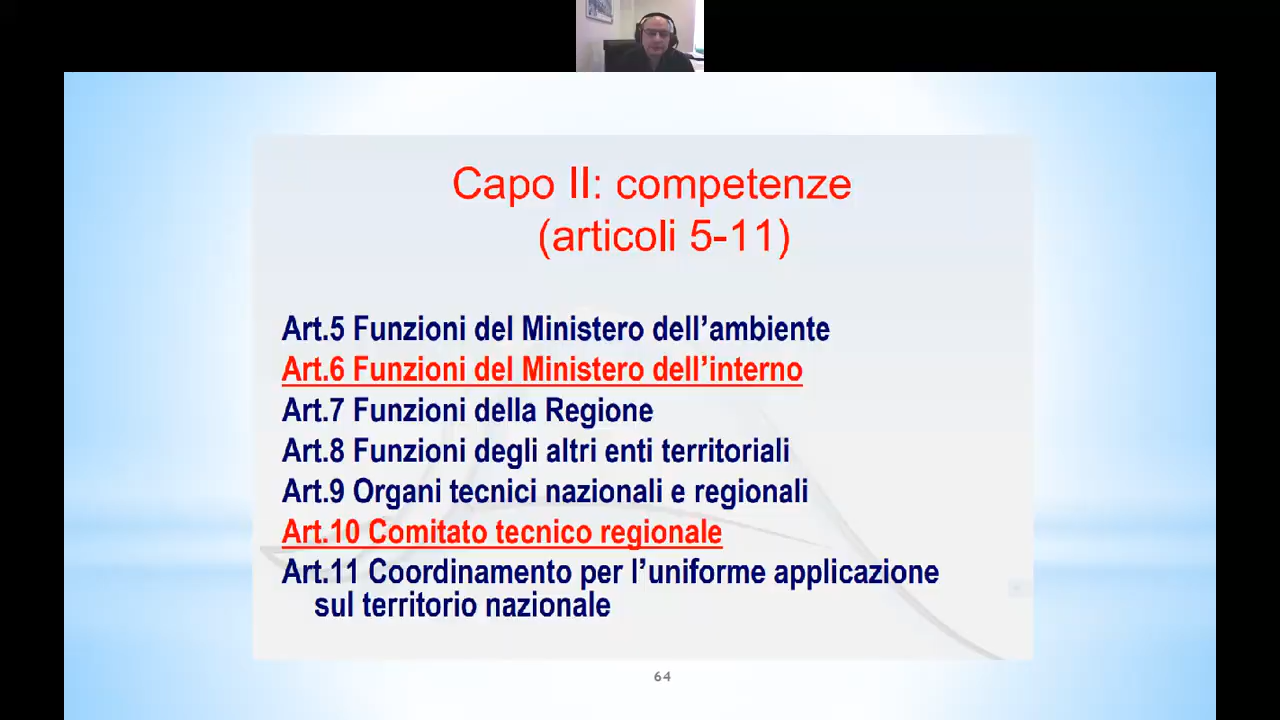 Capo II: competenze
(articoli 5-11)
Art.5 Funzioni del Ministero dell’ambiente
Art.6 Funzioni del Ministero dell’interno
Art.7 Funzioni della Regione
Art.8 Funzioni degli altri enti territoriali
Art.9 Organi tecnici nazionali e regionali
Art.10 Comitato tecnico regionale
Art.11 Coordinamento per l’uniforme applicazione
sul territorio nazionale
64